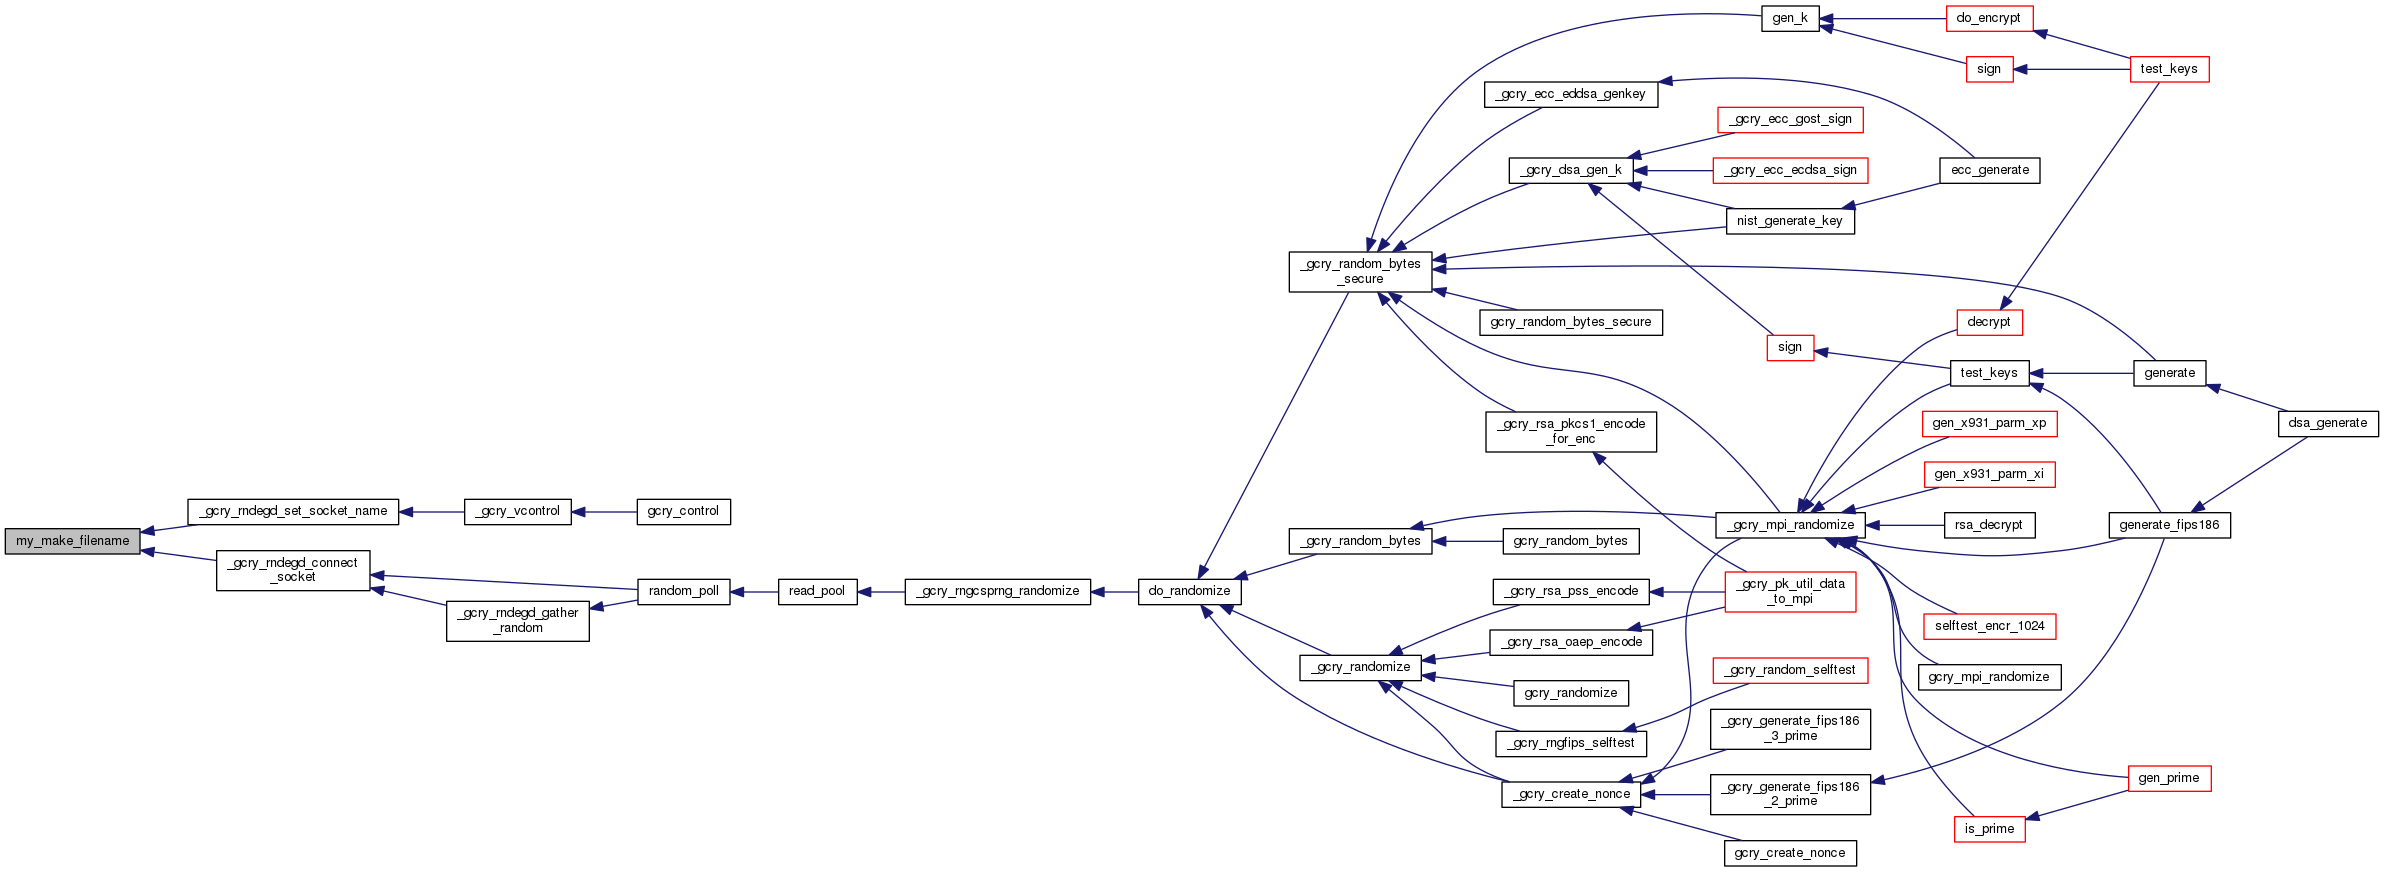 my_make_filename
_gcry_rndegd_set_socket_name
_gcry_vcontrol
gcry_control
_gcry_rndegd_connect
_socket
_gcry_rndegd_gather
_random
random_poll
read_pool
_gcry_rngcsprng_randomize
do_randomize
_gcry_random_bytes
_secure
gen_k
do_encrypt
sign
test_keys
_gcry_ecc_eddsa_genkey
_gcry_ecc_gost_sign
_gcry_dsa_gen_k
_gcry_ecc_ecdsa_sign
ecc_generate
nist_generate_key
gcry_random_bytes_secure
decrypt
sign
test_keys
generate
_gcry_rsa_pkcs1_encode
_for_enc
gen_x931_parm_xp
dsa_generate
gen_x931_parm_xi
_gcry_random_bytes
gcry_random_bytes
_gcry_mpi_randomize
rsa_decrypt
generate_fips186
_gcry_rsa_pss_encode
_gcry_pk_util_data
_to_mpi
_gcry_rsa_oaep_encode
selftest_encr_1024
_gcry_randomize
_gcry_random_selftest
gcry_mpi_randomize
gcry_randomize
_gcry_rngfips_selftest
_gcry_generate_fips186
_3_prime
_gcry_create_nonce
_gcry_generate_fips186
_2_prime
gen_prime
is_prime
gcry_create_nonce